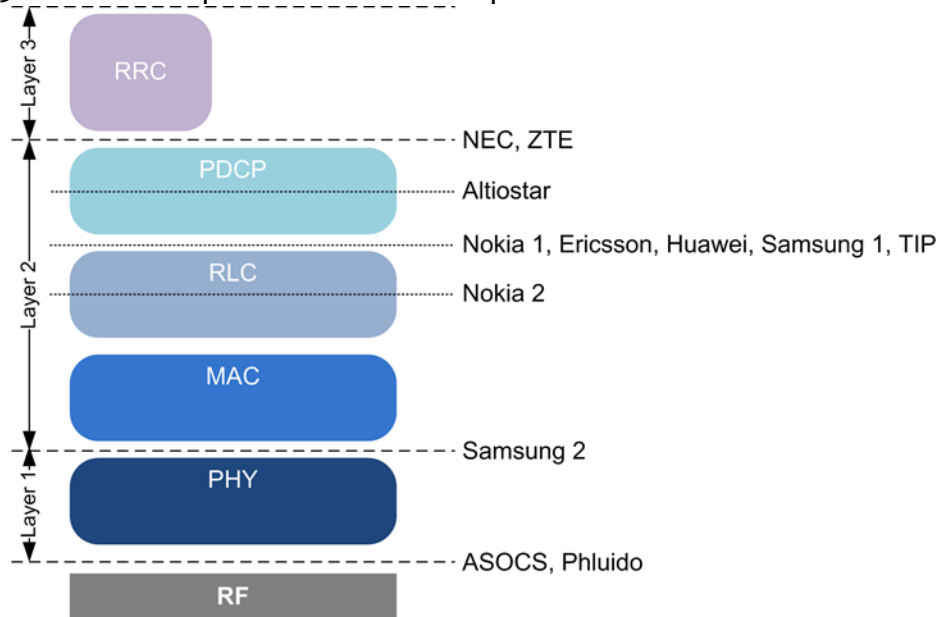 Layer 3
RRC
NEC, ZTE
PDCP
Altiostar
Nokia 1, Ericsson, Huawei, Samsung 1, TIP
Layer 2
RLC
Nokia 2
MAC
Samsung 2
Layer 1
PHY
ASOCS, Phluido
RF